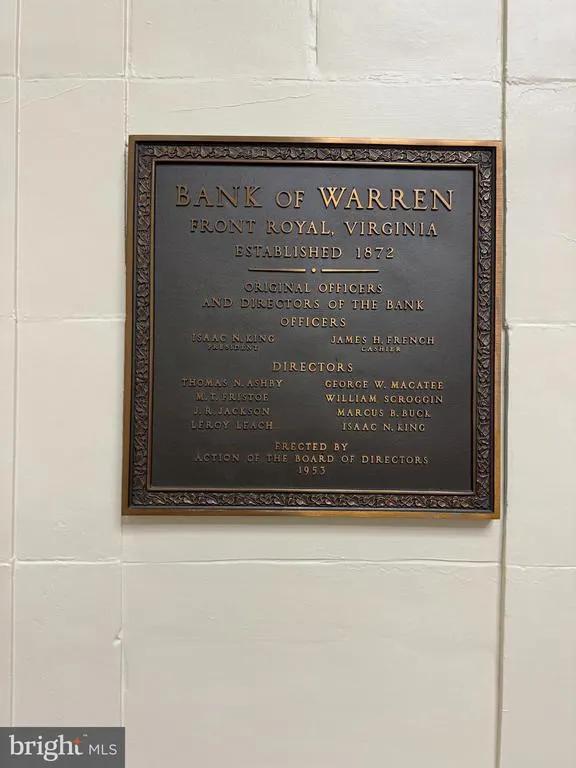 BANK OF WARREN
FRONT ROYAL, VIRGINIA
ESTABLISHED 1872
ORIGINAL OFFICERS
AND DIRECTORS OF THE BANK
OFFICERS
ISAAC N. KING JAMES H. FRENCH
PRESIDENT CASHIER
DIRECTORS
THOMAS N. ASHBY GEORGE W. MACATEE
M. T. FRISTOE WILLIAM SCROGGIN
J. R. JACKSON MARCUS B. BUCK
LEROY LEACH ISAAC N. KING
ERECTED BY
ACTION OF THE BOARD OF DIRECTORS
1953
bright MLS